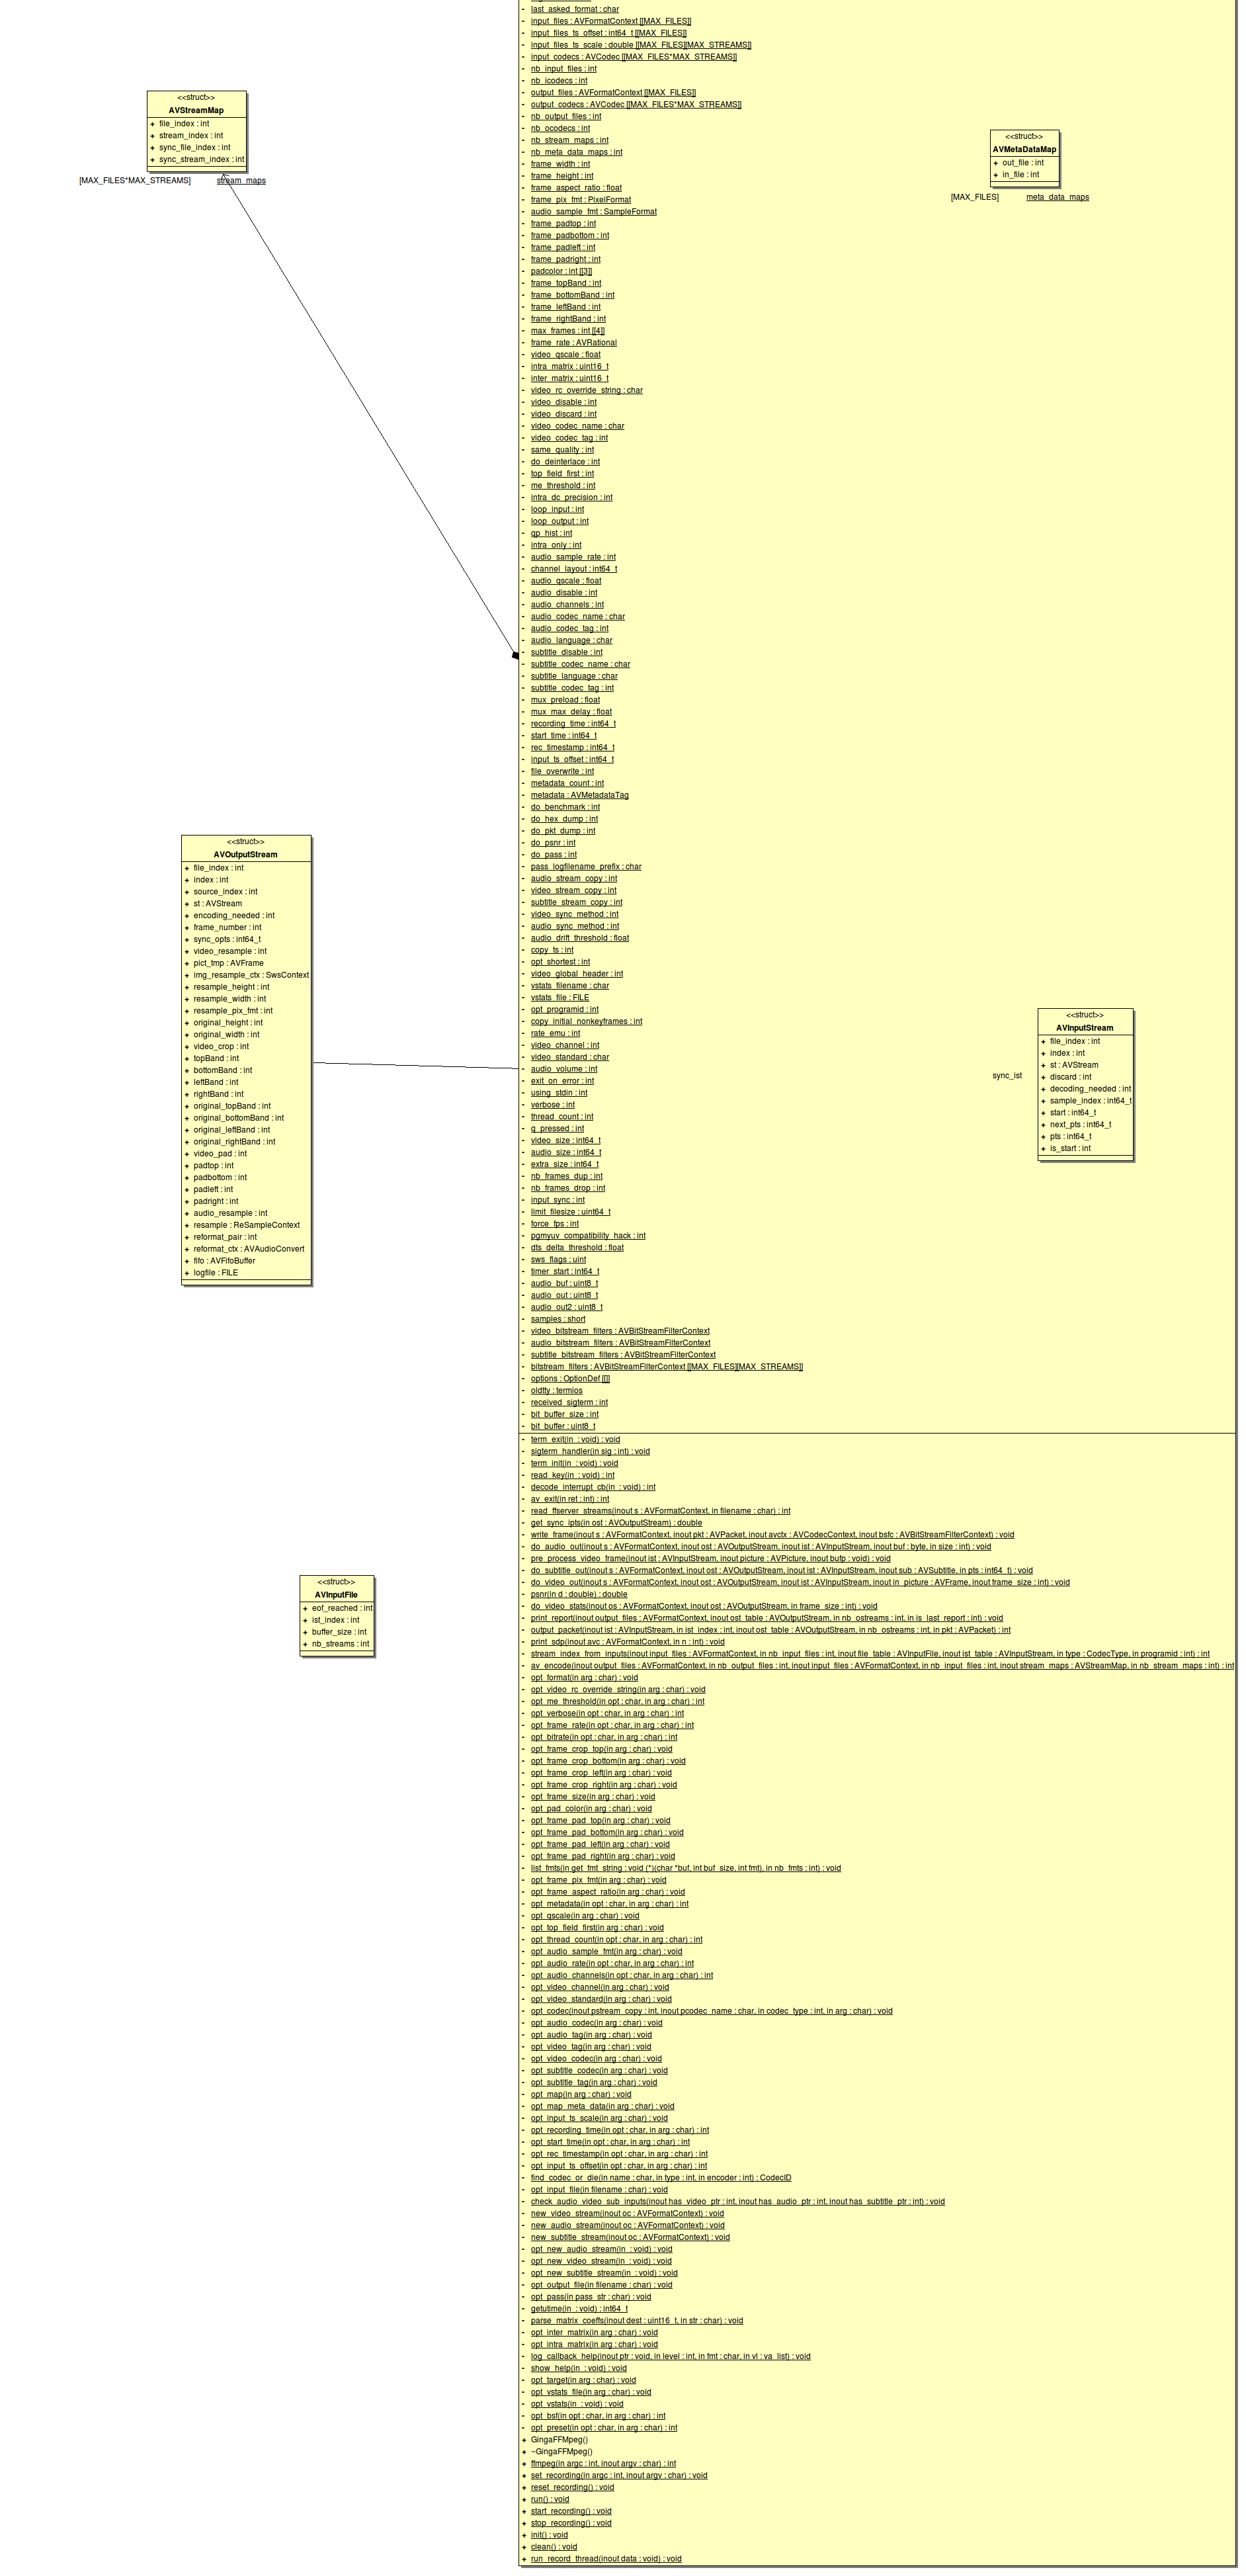 <<struct>>
AVStreamMap
+ file_index : int
+ stream_index : int
+ sync_file_index : int
+ sync_stream_index : int
[MAX_FILES*MAX_STREAMS] stream_maps
<<struct>>
AVOutputStream
+ file_index : int
+ index : int
+ source_index : int
+ st : AVStream
+ encoding_needed : int
+ frame_number : int
+ sync_opts : int64_t
+ video_resample : int
+ pict_tmp : AVFrame
+ img_resample_ctx : SwsContext
+ resample_height : int
+ resample_width : int
+ resample_pix_fmt : int
+ original_height : int
+ original_width : int
+ video_crop : int
+ topBand : int
+ bottomBand : int
+ leftBand : int
+ rightBand : int
+ original_topBand : int
+ original_bottomBand : int
+ original_leftBand : int
+ original_rightBand : int
+ video_pad : int
+ padtop : int
+ padbottom : int
+ padleft : int
+ padright : int
+ audio_resample : int
+ resample : ReSampleContext
+ reformat_pair : int
+ reformat_ctx : AVAudioConvert
+ fifo : AVFifoBuffer
+ logfile : FILE
<<struct>>
AVInputFile
+ eof_reached : int
+ ist_index : int
+ buffer_size : int
+ nb_streams : int
- last_asked_format : char
- input_files : AVFormatContext [[MAX_FILES]]
- input_files_ts_offset : int64_t [[MAX_FILES]]
- input_files_ts_scale : double [[MAX_FILES][MAX_STREAMS]]
- input_codecs : AVCodec [[MAX_FILES*MAX_STREAMS]]
- nb_input_files : int
- nb_icodecs : int
- output_files : AVFormatContext [[MAX_FILES]]
- output_codecs : AVCodec [[MAX_FILES*MAX_STREAMS]]
- nb_output_files : int
- nb_ocodecs : int
- nb_stream_maps : int
- nb_meta_data_maps : int
- frame_width : int
- frame_height : int
- frame_aspect_ratio : float
- frame_pix_fmt : PixelFormat
- audio_sample_fmt : SampleFormat
- frame_padtop : int
- frame_padbottom : int
- frame_padleft : int
- frame_padright : int
- padcolor : int [[3]]
- frame_topBand : int
- frame_bottomBand : int
- frame_leftBand : int
- frame_rightBand : int
- max_frames : int [[4]]
- frame_rate : AVRational
- video_qscale : float
- intra_matrix : uint16_t
- inter_matrix : uint16_t
- video_rc_override_string : char
- video_disable : int
- video_discard : int
- video_codec_name : char
- video_codec_tag : int
- same_quality : int
- do_deinterlace : int
- top_field_first : int
- me_threshold : int
- intra_dc_precision : int
- loop_input : int
- loop_output : int
- qp_hist : int
- intra_only : int
- audio_sample_rate : int
- channel_layout : int64_t
- audio_qscale : float
- audio_disable : int
- audio_channels : int
- audio_codec_name : char
- audio_codec_tag : int
- audio_language : char
- subtitle_disable : int
- subtitle_codec_name : char
- subtitle_language : char
- subtitle_codec_tag : int
- mux_preload : float
- mux_max_delay : float
- recording_time : int64_t
- start_time : int64_t
- rec_timestamp : int64_t
- input_ts_offset : int64_t
- file_overwrite : int
- metadata_count : int
- metadata : AVMetadataTag
- do_benchmark : int
- do_hex_dump : int
- do_pkt_dump : int
- do_psnr : int
- do_pass : int
- pass_logfilename_prefix : char
- audio_stream_copy : int
- video_stream_copy : int
- subtitle_stream_copy : int
- video_sync_method : int
- audio_sync_method : int
- audio_drift_threshold : float
- copy_ts : int
- opt_shortest : int
- video_global_header : int
- vstats_filename : char
- vstats_file : FILE
- opt_programid : int
- copy_initial_nonkeyframes : int
- rate_emu : int
- video_channel : int
- video_standard : char
- audio_volume : int
- exit_on_error : int
- using_stdin : int
- verbose : int
- thread_count : int
- q_pressed : int
- video_size : int64_t
- audio_size : int64_t
- extra_size : int64_t
- nb_frames_dup : int
- nb_frames_drop : int
- input_sync : int
- limit_filesize : uint64_t
- force_fps : int
- pgmyuv_compatibility_hack : int
- dts_delta_threshold : float
- sws_flags : uint
- timer_start : int64_t
- audio_buf : uint8_t
- audio_out : uint8_t
- audio_out2 : uint8_t
- samples : short
- video_bitstream_filters : AVBitStreamFilterContext
- audio_bitstream_filters : AVBitStreamFilterContext
- subtitle_bitstream_filters : AVBitStreamFilterContext
- bitstream_filters : AVBitStreamFilterContext [[MAX_FILES][MAX_STREAMS]]
- options : OptionDef [[]]
- oldtty : termios
- received_sigterm : int
- bit_buffer_size : int
- bit_buffer : uint8_t
- term_exit(in : void) : void
- sigterm_handler(in sig : int) : void
- term_init(in : void) : void
- read_key(in : void) : int
- decode_interrupt_cb(in : void) : int
- av_exit(in ret : int) : int
- read_ffserver_streams(inout s : AVFormatContext, in filename : char) : int
- get_sync_ipts(in ost : AVOutputStream) : double
- write_frame(inout s : AVFormatContext, inout pkt : AVPacket, inout avctx : AVCodecContext, inout bsfc : AVBitStreamFilterContext) : void
- do_audio_out(inout s : AVFormatContext, inout ost : AVOutputStream, inout ist : AVInputStream, inout buf : byte, in size : int) : void
- pre_process_video_frame(inout ist : AVInputStream, inout picture : AVPicture, inout bufp : void) : void
- do_subtitle_out(inout s : AVFormatContext, inout ost : AVOutputStream, inout ist : AVInputStream, inout sub : AVSubtitle, in pts : int64_t) : void
- do_video_out(inout s : AVFormatContext, inout ost : AVOutputStream, inout ist : AVInputStream, inout in_picture : AVFrame, inout frame_size : int) : void
- psnr(in d : double) : double
- do_video_stats(inout os : AVFormatContext, inout ost : AVOutputStream, in frame_size : int) : void
- print_report(inout output_files : AVFormatContext, inout ost_table : AVOutputStream, in nb_ostreams : int, in is_last_report : int) : void
- output_packet(inout ist : AVInputStream, in ist_index : int, inout ost_table : AVOutputStream, in nb_ostreams : int, in pkt : AVPacket) : int
- print_sdp(inout avc : AVFormatContext, in n : int) : void
- stream_index_from_inputs(inout input_files : AVFormatContext, in nb_input_files : int, inout file_table : AVInputFile, inout ist_table : AVInputStream, in type : CodecType, in programid : int) : int
- av_encode(inout output_files : AVFormatContext, in nb_output_files : int, inout input_files : AVFormatContext, in nb_input_files : int, inout stream_maps : AVStreamMap, in nb_stream_maps : int) : int
- opt_format(in arg : char) : void
- opt_video_rc_override_string(in arg : char) : void
- opt_me_threshold(in opt : char, in arg : char) : int
- opt_verbose(in opt : char, in arg : char) : int
- opt_frame_rate(in opt : char, in arg : char) : int
- opt_bitrate(in opt : char, in arg : char) : int
- opt_frame_crop_top(in arg : char) : void
- opt_frame_crop_bottom(in arg : char) : void
- opt_frame_crop_left(in arg : char) : void
- opt_frame_crop_right(in arg : char) : void
- opt_frame_size(in arg : char) : void
- opt_pad_color(in arg : char) : void
- opt_frame_pad_top(in arg : char) : void
- opt_frame_pad_bottom(in arg : char) : void
- opt_frame_pad_left(in arg : char) : void
- opt_frame_pad_right(in arg : char) : void
- list_fmts(in get_fmt_string : void (*)(char *buf, int buf_size, int fmt), in nb_fmts : int) : void
- opt_frame_pix_fmt(in arg : char) : void
- opt_frame_aspect_ratio(in arg : char) : void
- opt_metadata(in opt : char, in arg : char) : int
- opt_qscale(in arg : char) : void
- opt_top_field_first(in arg : char) : void
- opt_thread_count(in opt : char, in arg : char) : int
- opt_audio_sample_fmt(in arg : char) : void
- opt_audio_rate(in opt : char, in arg : char) : int
- opt_audio_channels(in opt : char, in arg : char) : int
- opt_video_channel(in arg : char) : void
- opt_video_standard(in arg : char) : void
- opt_codec(inout pstream_copy : int, inout pcodec_name : char, in codec_type : int, in arg : char) : void
- opt_audio_codec(in arg : char) : void
- opt_audio_tag(in arg : char) : void
- opt_video_tag(in arg : char) : void
- opt_video_codec(in arg : char) : void
- opt_subtitle_codec(in arg : char) : void
- opt_subtitle_tag(in arg : char) : void
- opt_map(in arg : char) : void
- opt_map_meta_data(in arg : char) : void
- opt_input_ts_scale(in arg : char) : void
- opt_recording_time(in opt : char, in arg : char) : int
- opt_start_time(in opt : char, in arg : char) : int
- opt_rec_timestamp(in opt : char, in arg : char) : int
- opt_input_ts_offset(in opt : char, in arg : char) : int
- find_codec_or_die(in name : char, in type : int, in encoder : int) : CodecID
- opt_input_file(in filename : char) : void
- check_audio_video_sub_inputs(inout has_video_ptr : int, inout has_audio_ptr : int, inout has_subtitle_ptr : int) : void
- new_video_stream(inout oc : AVFormatContext) : void
- new_audio_stream(inout oc : AVFormatContext) : void
- new_subtitle_stream(inout oc : AVFormatContext) : void
- opt_new_audio_stream(in : void) : void
- opt_new_video_stream(in : void) : void
- opt_new_subtitle_stream(in : void) : void
- opt_output_file(in filename : char) : void
- opt_pass(in pass_str : char) : void
- getutime(in : void) : int64_t
- parse_matrix_coeffs(inout dest : uint16_t, in str : char) : void
- opt_inter_matrix(in arg : char) : void
- opt_intra_matrix(in arg : char) : void
- log_callback_help(inout ptr : void, in level : int, in fmt : char, in vl : va_list) : void
- show_help(in : void) : void
- opt_target(in arg : char) : void
- opt_vstats_file(in arg : char) : void
- opt_vstats(in : void) : void
- opt_bsf(in opt : char, in arg : char) : int
- opt_preset(in opt : char, in arg : char) : int
+ GingaFFMpeg()
+ ~GingaFFMpeg()
+ ffmpeg(in argc : int, inout argv : char) : int
+ set_recording(in argc : int, inout argv : char) : void
+ reset_recording() : void
+ run() : void
+ start_recording() : void
+ stop_recording() : void
+ init() : void
+ clean() : void
+ run_record_thread(inout data : void) : void
<<struct>>
AVMetaDataMap
+ out_file : int
+ in_file : int
[MAX_FILES] meta_data_maps
<<struct>>
AVInputStream
+ file_index : int
+ index : int
+ st : AVStream
+ discard : int
+ decoding_needed : int
+ sample_index : int64_t
+ start : int64_t
+ next_pts : int64_t
+ pts : int64_t
+ is_start : int
sync_ist